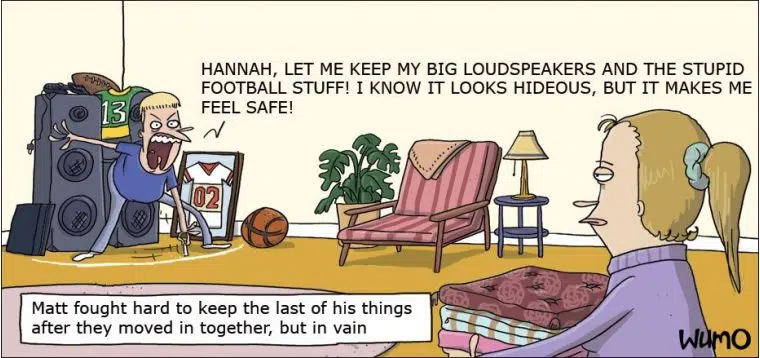 HANNAH, LET ME KEEP MY BIG LOUDSPEAKERS AND THE STUPID
FOOTBALL STUFF! I KNOW IT LOOKS HIDEOUS, BUT IT MAKES ME
FEEL SAFE!
13
02
Matt fought hard to keep the last of his things
after they moved in together, but in vain
WUMO